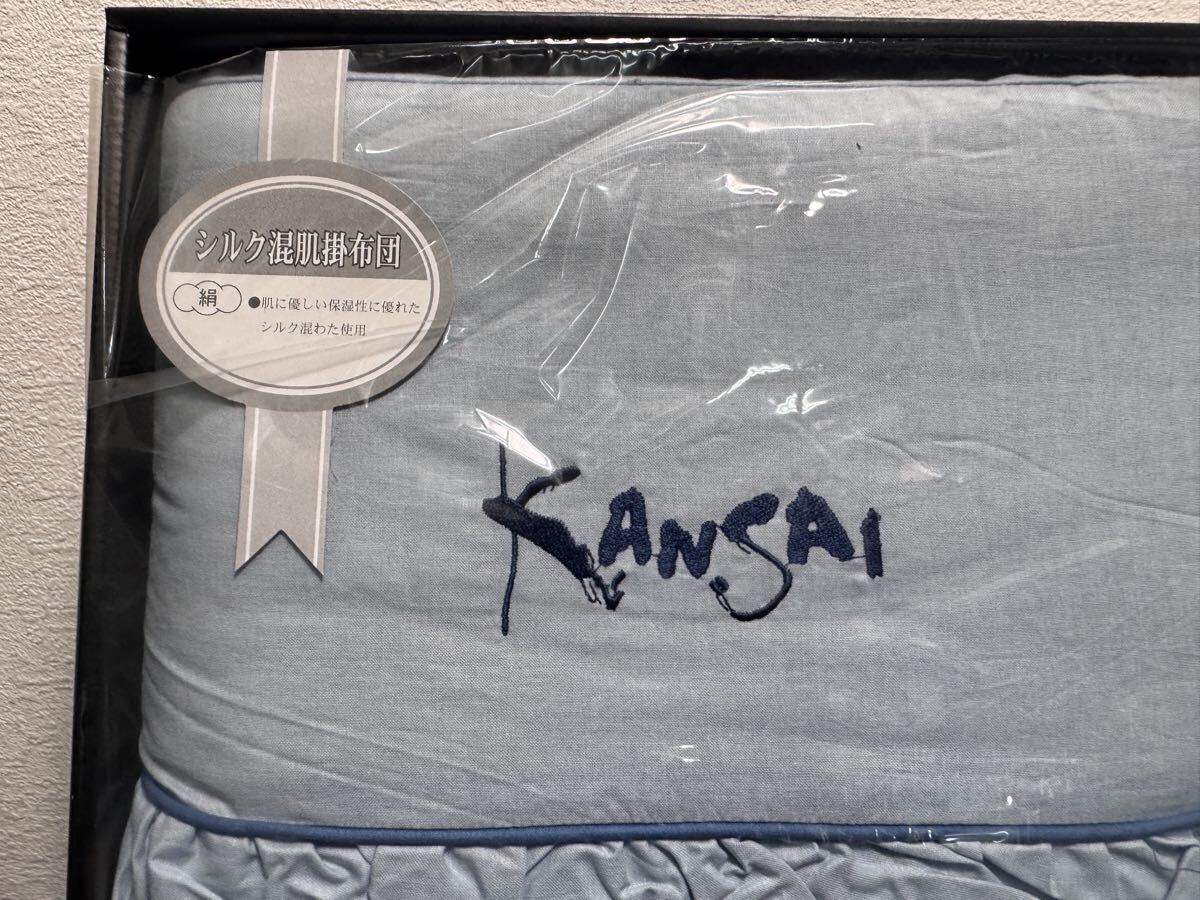 シルク混肌掛布団
絹
●肌に優しい保湿性に優れた
シルク混わた使用
KANSAI